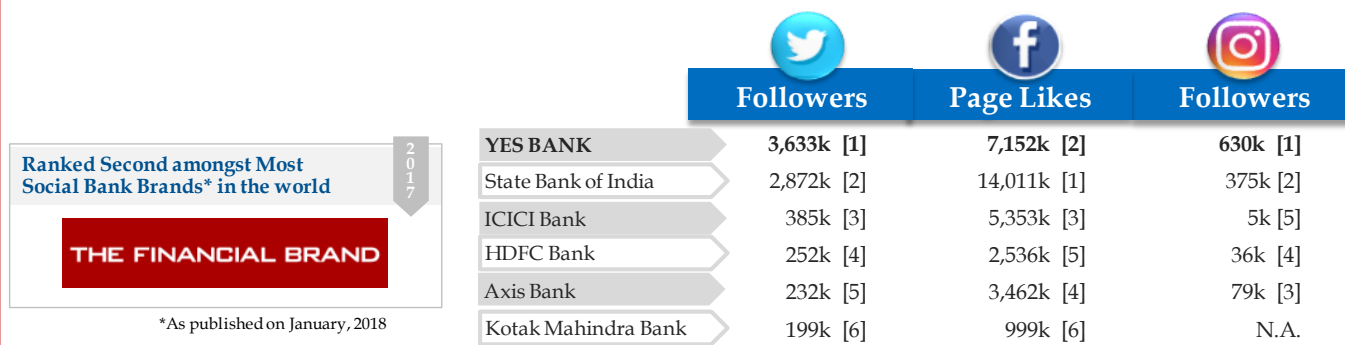 Followers Page Likes Followers
Ranked Second amongst Most
Social Bank Brands* in the world
2017
THE FINANCIAL BRAND
*As published on January, 2018
YES BANK 3,633k [1] 7,152k [2] 630k [1]
State Bank of India 2,872k [2] 14,011k [1] 375k [2]
ICICI Bank 385k [3] 5,353k [3] 5k [5]
HDFC Bank 252k [4] 2,536k [5] 36k [4]
Axis Bank 232k [5] 3,462k [4] 79k [3]
Kotak Mahindra Bank 199k [6] 999k [6] N.A.